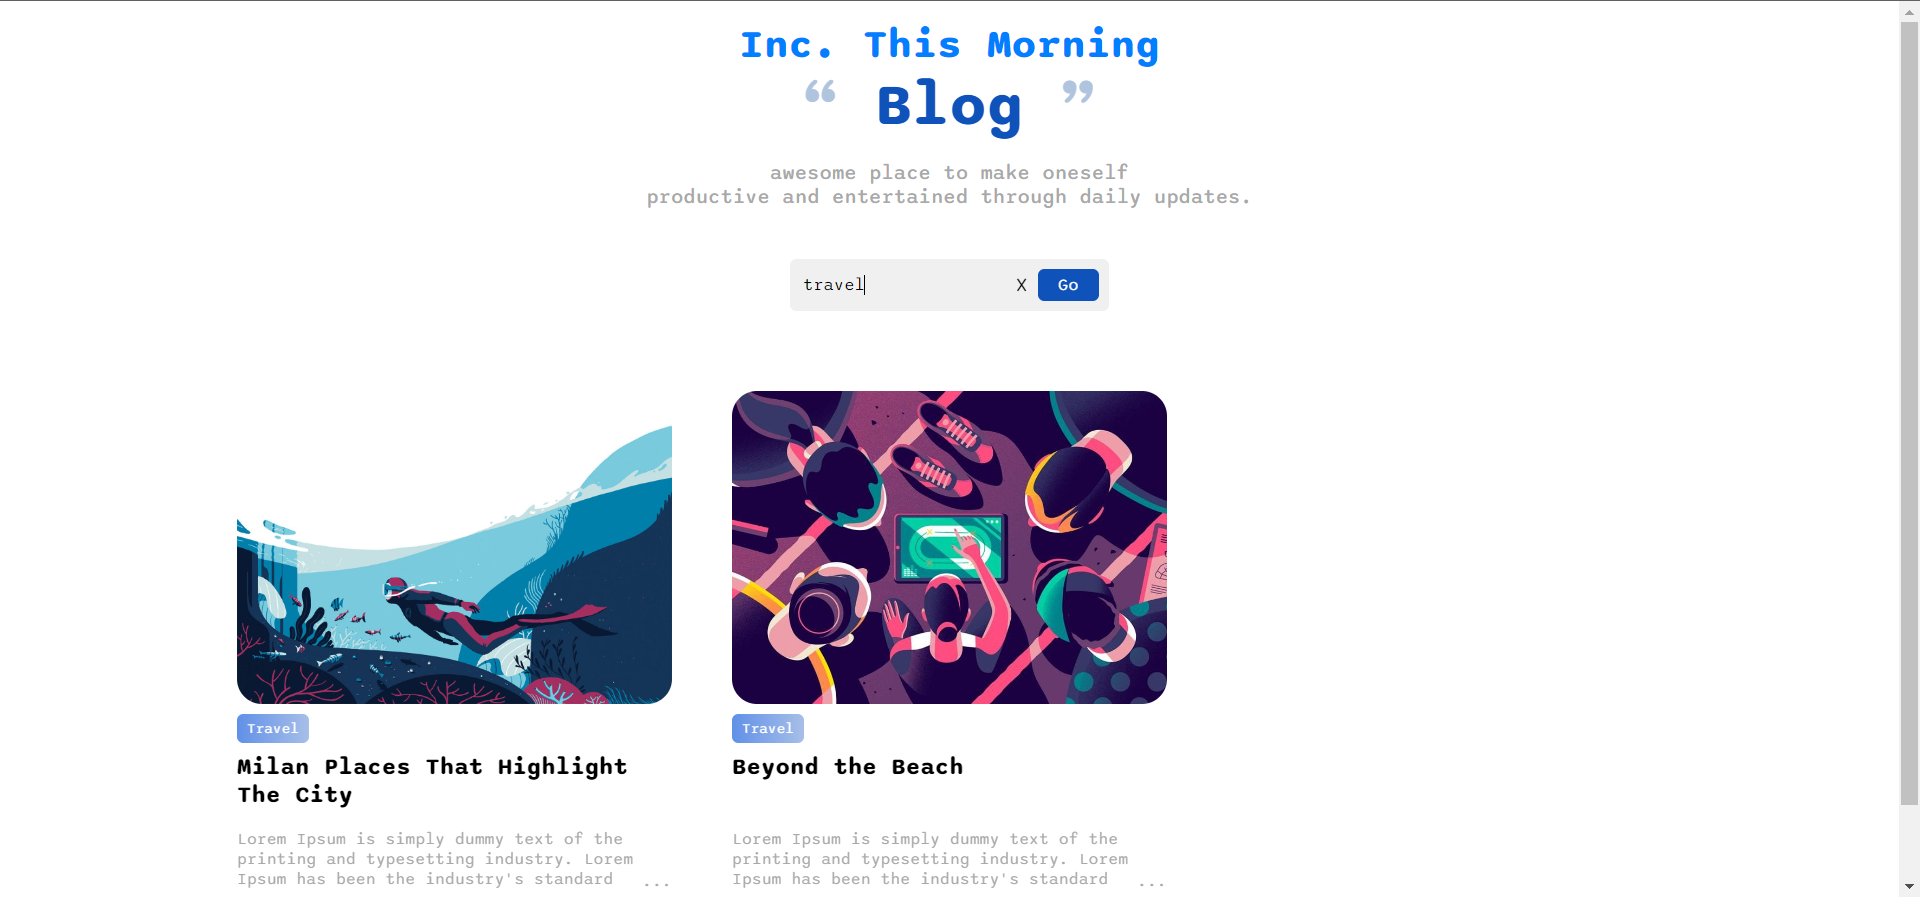 Inc. This Morning
“ Blog ”
awesome place to make oneself
productive and entertained through daily updates.
travel X Go
Travel
Milan Places That Highlight
The City
Lorem Ipsum is simply dummy text of the
printing and typesetting industry. Lorem
Ipsum has been the industry's standard ...
Travel
Beyond the Beach
Lorem Ipsum is simply dummy text of the
printing and typesetting industry. Lorem
Ipsum has been the industry's standard ...